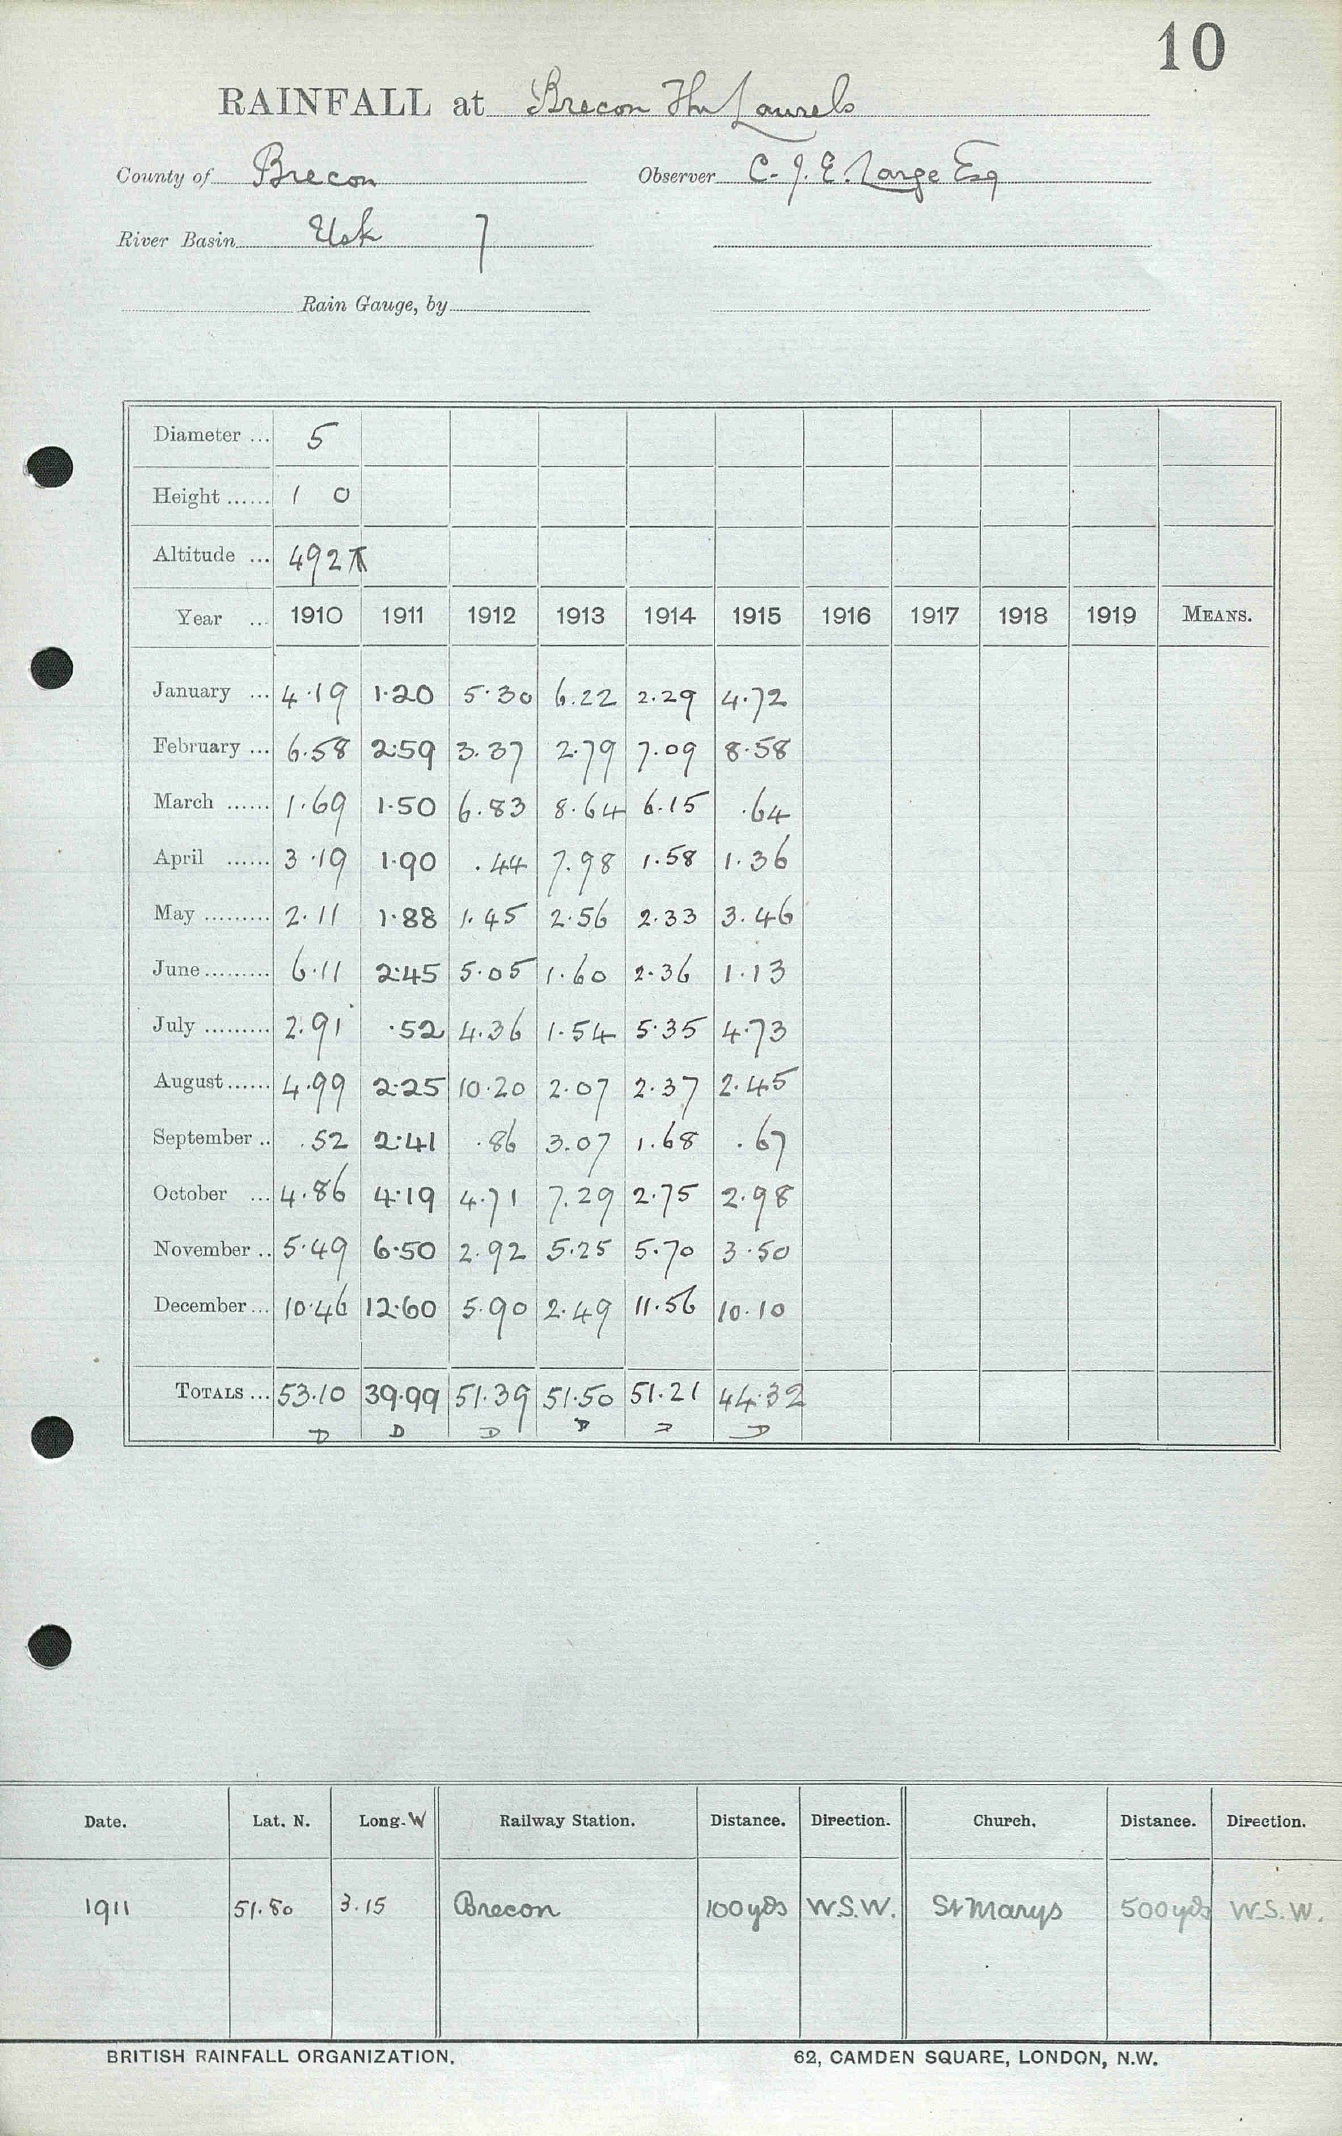 10
RAINFALL at Brecon The Laurels
County of Brecon Observer C. J. E. Large Esq
River Basin Usk 7
Rain Gauge, by
Diameter ... 5
Height ...... 1 0
Altitude ... 492
Year ... 1910 1911 1912 1913 1914 1915 1916 1917 1918 1919 MEANS.
January ... 4.19 1.20 5.30 6.22 2.29 4.72
February ... 6.58 2.59 3.37 2.79 7.09 8.58
March ...... 1.69 1.50 6.83 8.64 6.15 .64
April ...... 3.19 1.90 .44 7.98 1.58 1.36
May ......... 2.11 1.88 1.45 2.56 2.33 3.46
June ......... 6.11 2.45 5.05 1.60 2.36 1.13
July ......... 2.91 .52 4.36 1.54 5.35 4.73
August ...... 4.99 2.25 10.20 2.07 2.37 2.45
September .. .52 2.41 .86 3.07 1.68 .67
October ... 4.86 4.19 4.71 7.29 2.75 2.98
November .. 5.49 6.50 2.92 5.25 5.70 3.50
December ... 10.46 12.60 5.90 2.49 11.56 10.10
TOTALS ... 53.10 39.99 51.39 51.50 51.21 44.32
D D D D D D
Date. Lat. N. Long. W Railway Station. Distance. Direction. Church. Distance. Direction.
1911 51.80 3.15 Brecon 100 yds W.S.W. St Marys 500 yds W.S.W.
BRITISH RAINFALL ORGANIZATION. 62, CAMDEN SQUARE, LONDON, N.W.